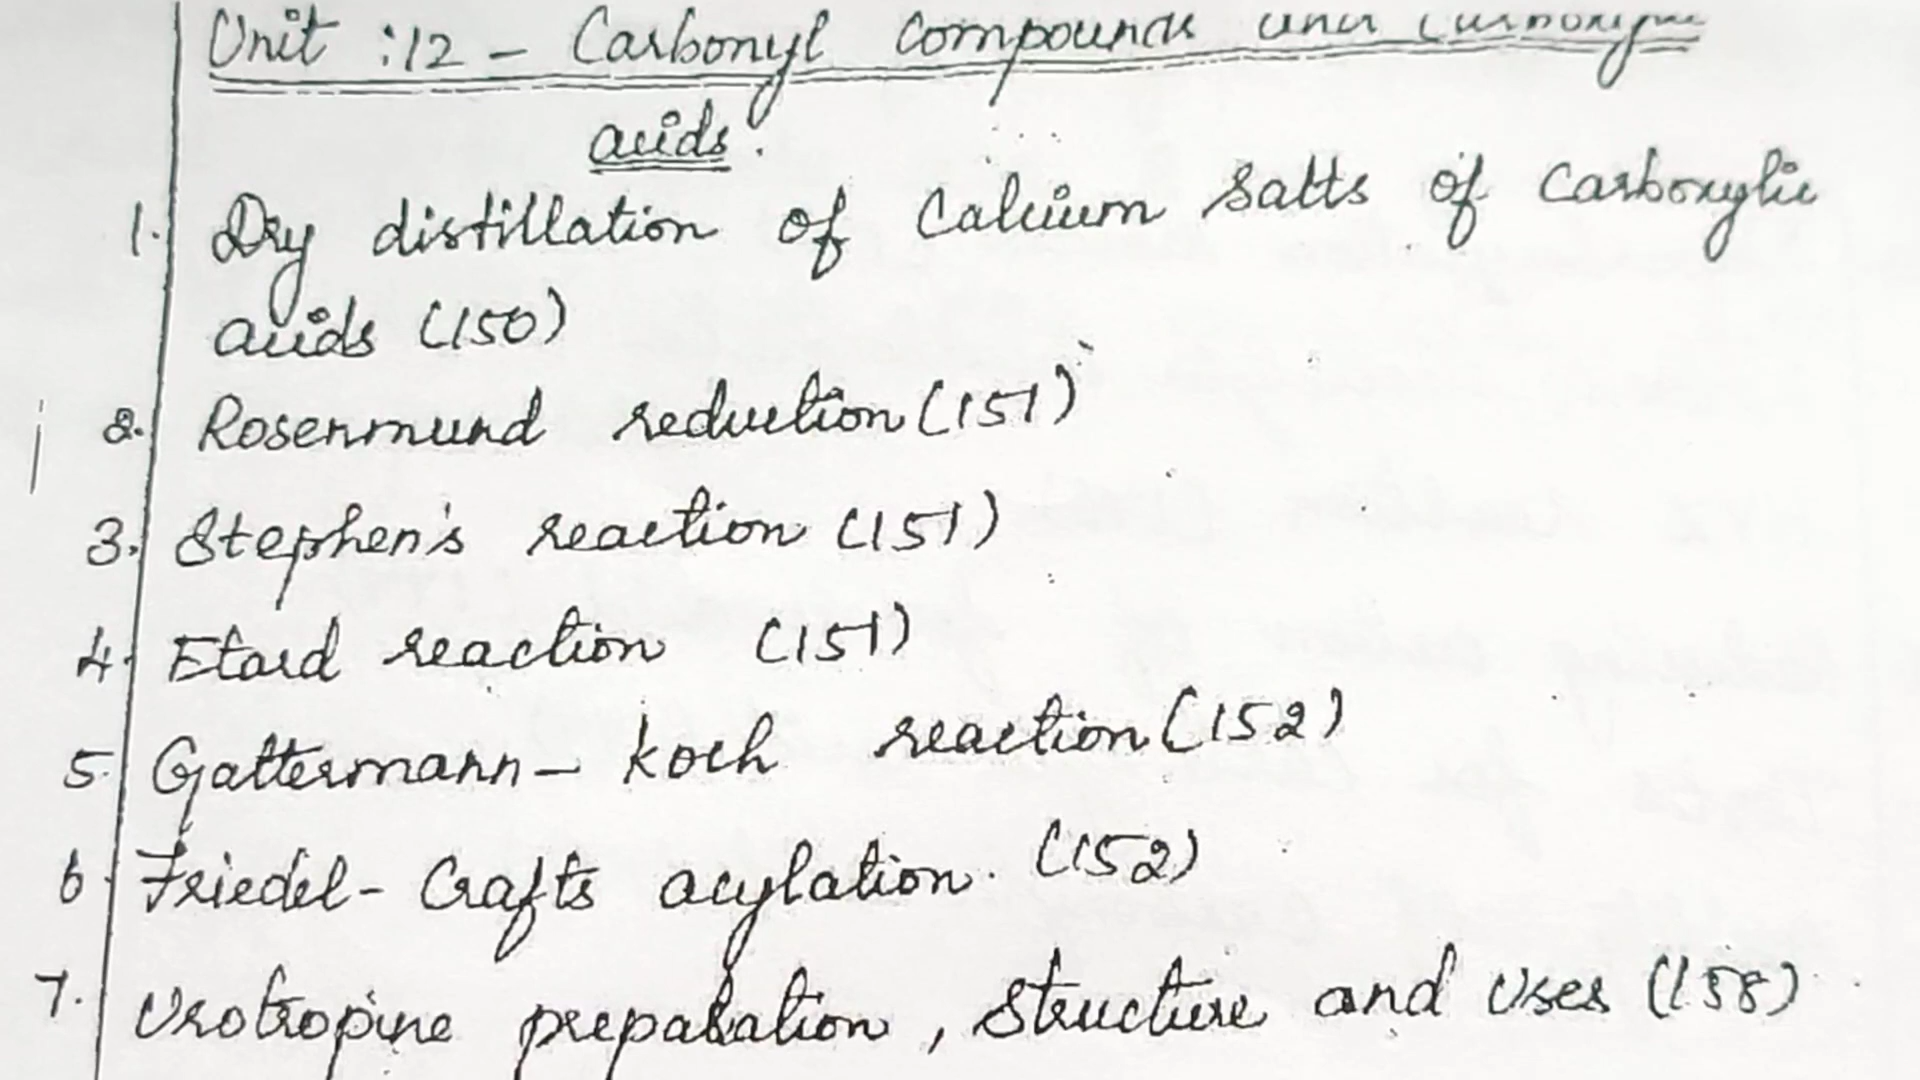 Unit :12 - Carbonyl Compounds and Carboxylic
acids.
1. Dry distillation of Calcium Salts of Carboxylic
acids (150)
2. Rosenmund reduction (151)
3. Stephen's reaction (151)
4. Etard reaction (151)
5. Gattermann - Koch reaction (152)
6. Friedel - Crafts acylation. (152)
7. Urotropine preparation, Structure and Uses (158)